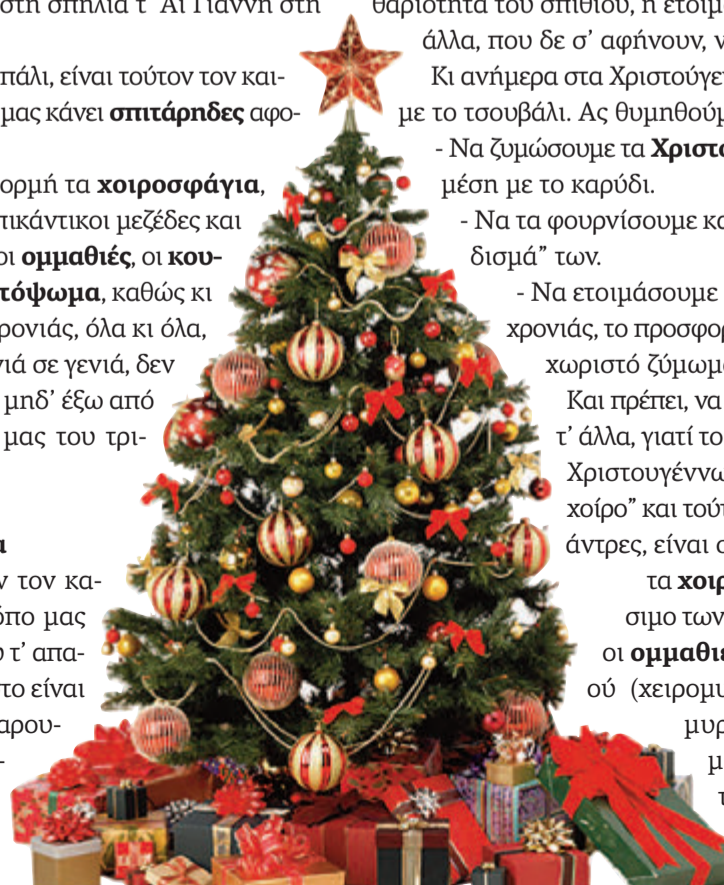 στη σπηλιά τ’ Αϊ Γιάννη στη
πάλι, είναι τούτον τον και-
μας κάνει σπιτάρηδες αφο-
ορμή τα χοιροσφάγια,
πικάντικοι μεζέδες και
οι ομμαθιές, οι κου-
τόψωμα, καθώς κι
ρονιάς, όλα κι όλα,
νιά σε γενιά, δεν
μηδ’ έξω από
μας του τρι-
ν τον κα-
όπο μας
τ’ απα-
το είναι
αρου-
θαριότητα του σπιθιού, η ετοιμ
άλλα, που δε σ’ αφήνουν, ν
Κι ανήμερα στα Χριστούγε
με το τσουβάλι. Ας θυμηθούμ
- Να ζυμώσουμε τα Χριστο
μέση με το καρύδι.
- Να τα φουρνίσουμε κα
δισμά” των.
- Να ετοιμάσουμε
χρονιάς, το προσφορ
χωριστό ζύμωμα
Και πρέπει, να
τ’ άλλα, γιατί το
Χριστουγέννω
χοίρο” και τούτ
άντρες, είναι ο
τα χοιρ
σιμο των
οι ομμαθιέ
ού (χειρομυ
μυρ
μ
τ